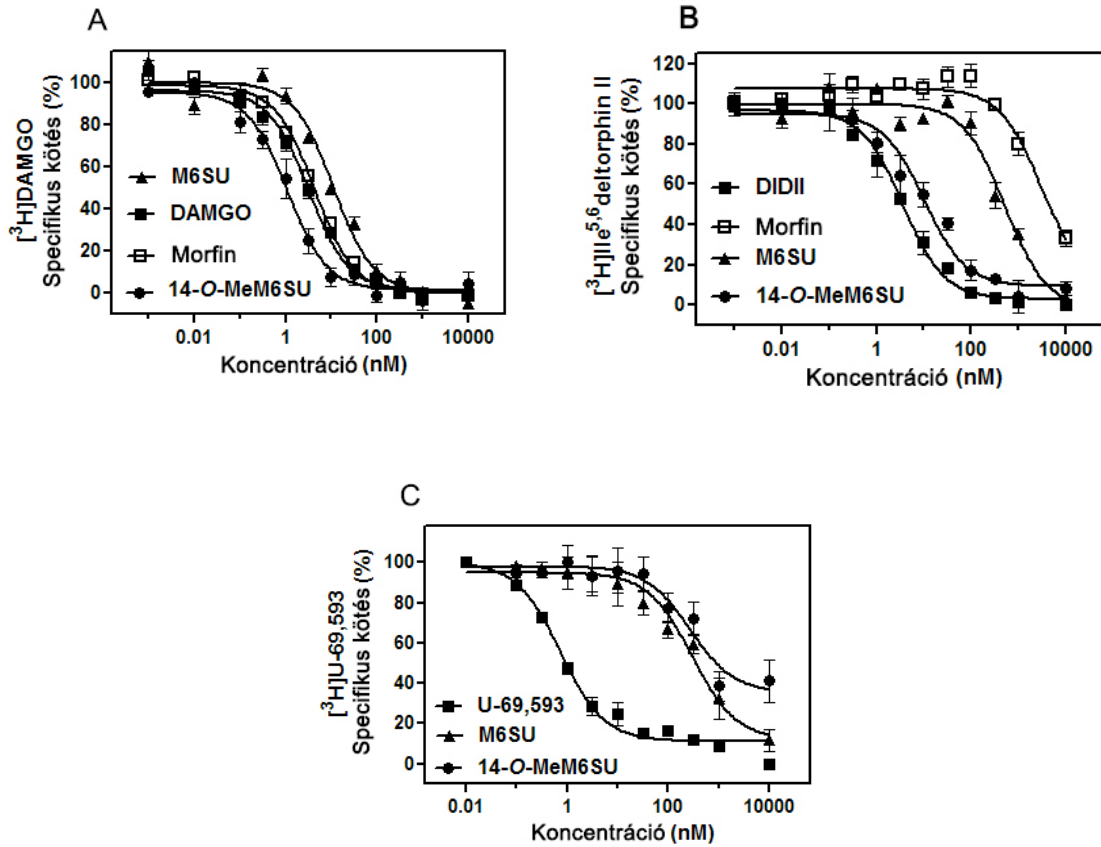 A
[³H]DAMGO
Specifikus kötés (%)
100
80
60
40
20
0
M6SU
DAMGO
Morfin
14-O-MeM6SU
0.01
1
100
10000
Koncentráció (nM)
B
[³H]Ile⁵,⁶ deltorphin II
Specifikus kötés (%)
120
100
80
60
40
20
0
DIDII
Morfin
M6SU
14-O-MeM6SU
0.01
1
100
10000
Koncentráció (nM)
C
[³H]U-69,593
Specifikus kötés (%)
100
80
60
40
20
0
U-69,593
M6SU
14-O-MeM6SU
0.01
1
100
10000
Koncentráció (nM)